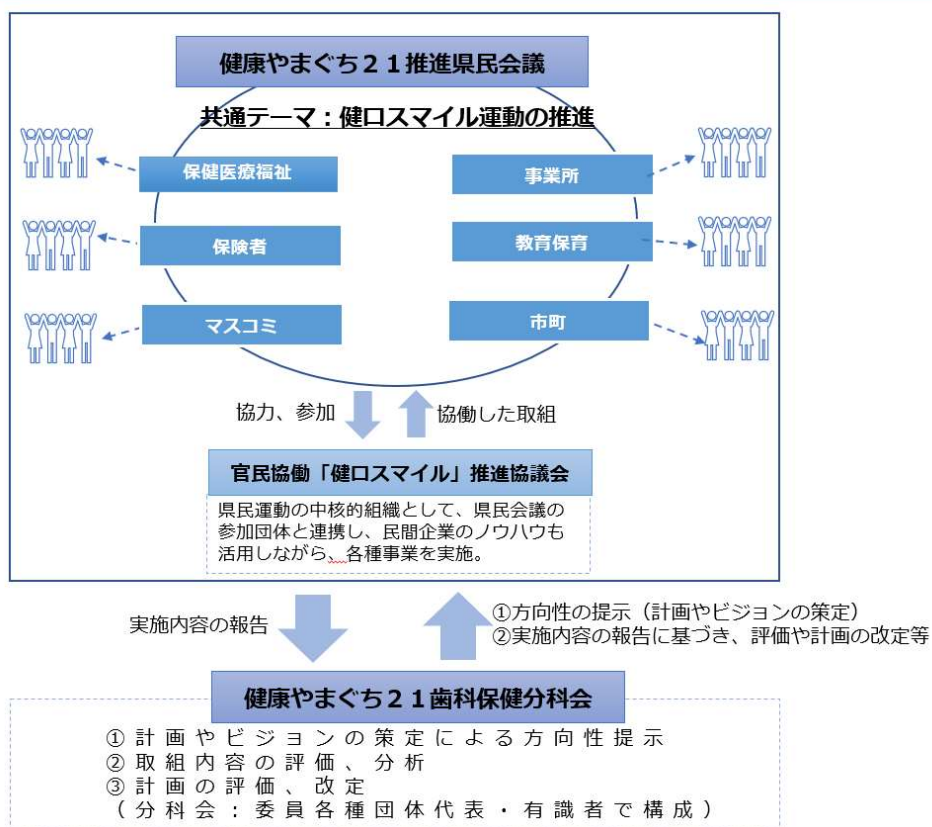 健康やまぐち２１推進県民会議
共通テーマ：健口スマイル運動の推進
保健医療福祉
事業所
保険者
教育保育
マスコミ
市町
協力、参加
協働した取組
官民協働「健口スマイル」推進協議会
県民運動の中核的組織として、県民会議の
参加団体と連携し、民間企業のノウハウも
活用しながら、各種事業を実施。
実施内容の報告
①方向性の提示（計画やビジョンの策定）
②実施内容の報告に基づき、評価や計画の改定等
健康やまぐち２１歯科保健分科会
①計画やビジョンの策定による方向性提示
②取組内容の評価、分析
③計画の評価、改定
（分科会：委員各種団体代表・有識者で構成）